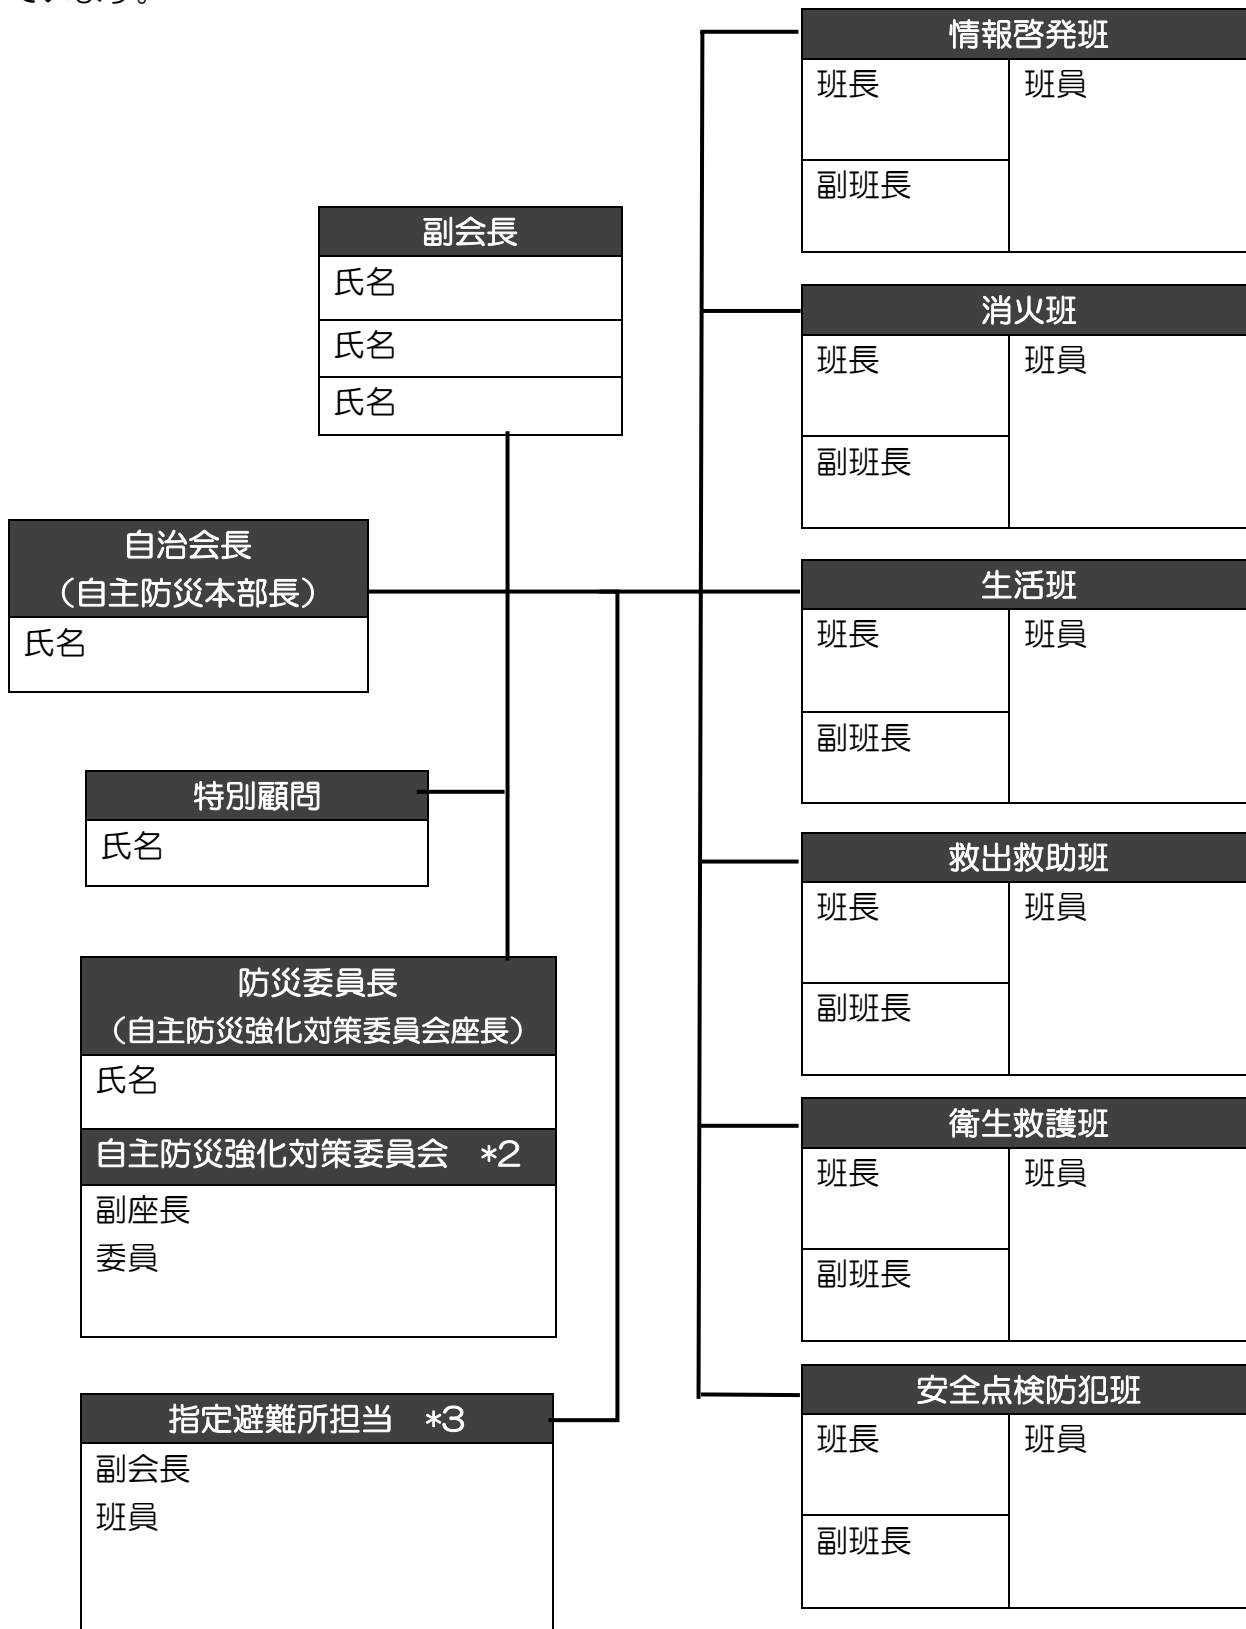 ています。
情報啓発班
班長 班員
副班長
副会長
氏名
氏名
氏名
消火班
班長 班員
副班長
自治会長
（自主防災本部長）
氏名
生活班
班長 班員
副班長
特別顧問
氏名
救出救助班
班長 班員
副班長
防災委員長
（自主防災強化対策委員会座長）
氏名
自主防災強化対策委員会　*2
副座長
委員
衛生救護班
班長 班員
副班長
指定避難所担当　*3
副会長
班員
安全点検防犯班
班長 班員
副班長